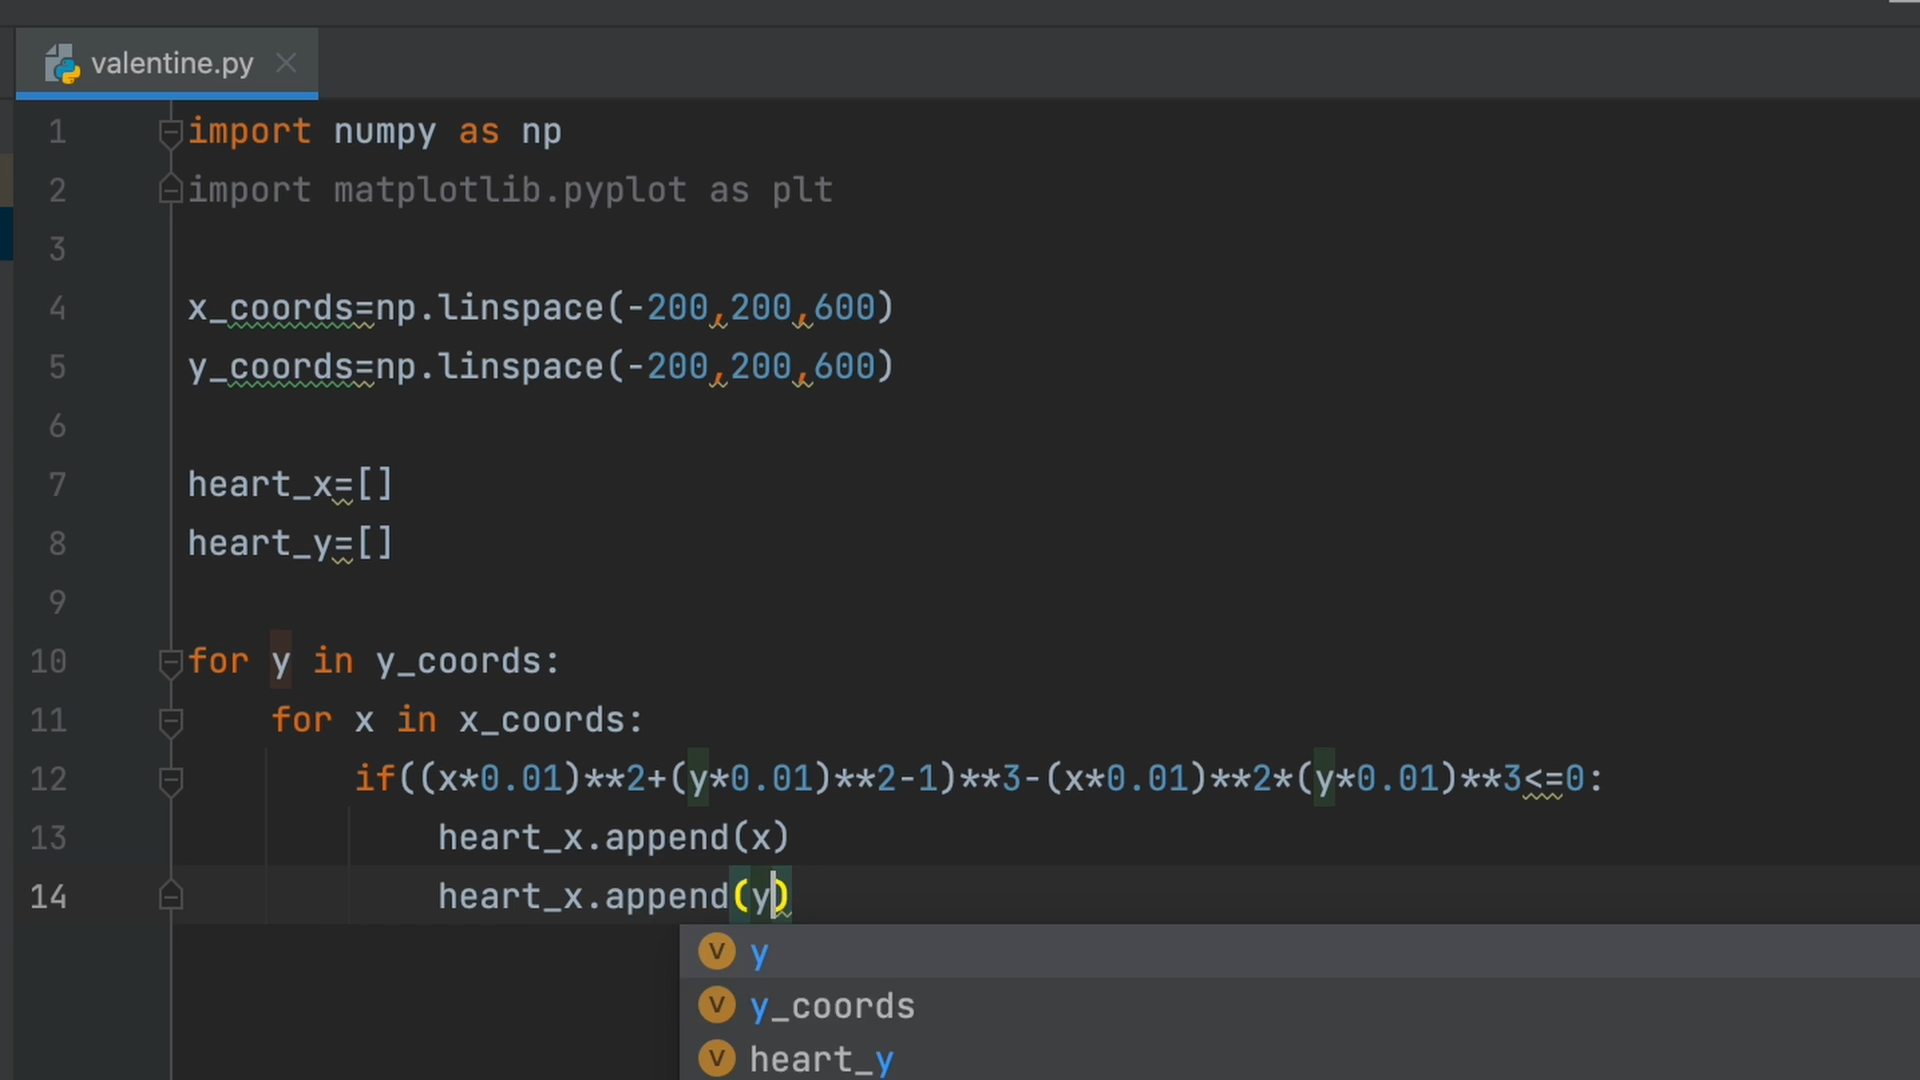 valentine.py
1 import numpy as np
2 import matplotlib.pyplot as plt
3
4 x_coords=np.linspace(-200,200,600)
5 y_coords=np.linspace(-200,200,600)
6
7 heart_x=[]
8 heart_y=[]
9
10 for y in y_coords:
11 for x in x_coords:
12 if((x*0.01)**2+(y*0.01)**2-1)**3-(x*0.01)**2*(y*0.01)**3<=0:
13 heart_x.append(x)
14 heart_x.append(y)
V y
V y_coords
V heart_y